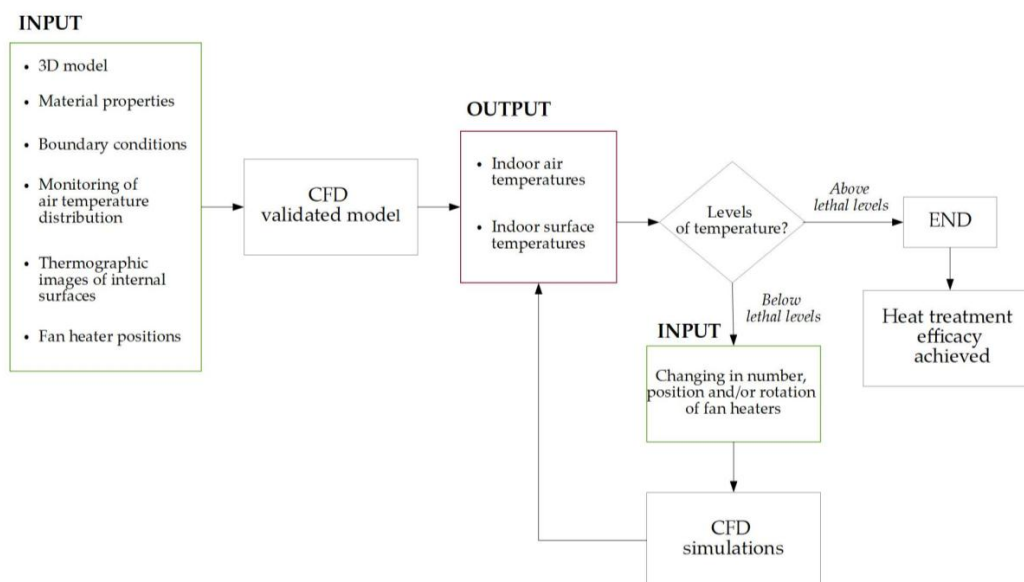 INPUT
• 3D model
• Material properties
• Boundary conditions
• Monitoring of
air temperature
distribution
• Thermographic
images of internal
surfaces
• Fan heater positions
CFD
validated model
OUTPUT
• Indoor air
temperatures
• Indoor surface
temperatures
Levels
of temperature?
Above
lethal levels
END
Heat treatment
efficacy
achieved
Below
lethal levels
INPUT
Changing in number,
position and/or rotation
of fan heaters
CFD
simulations